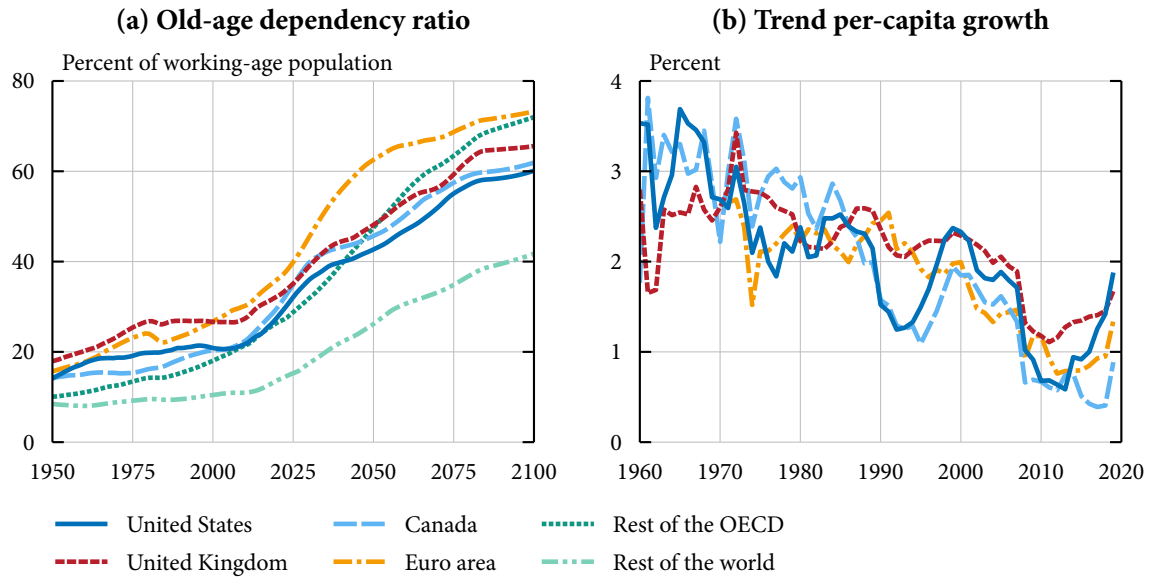 (a) Old-age dependency ratio
Percent of working-age population
80
60
40
20
0
1950 1975 2000 2025 2050 2075 2100
(b) Trend per-capita growth
Percent
4
3
2
1
0
1960 1970 1980 1990 2000 2010 2020
United States Canada Rest of the OECD
United Kingdom Euro area Rest of the world